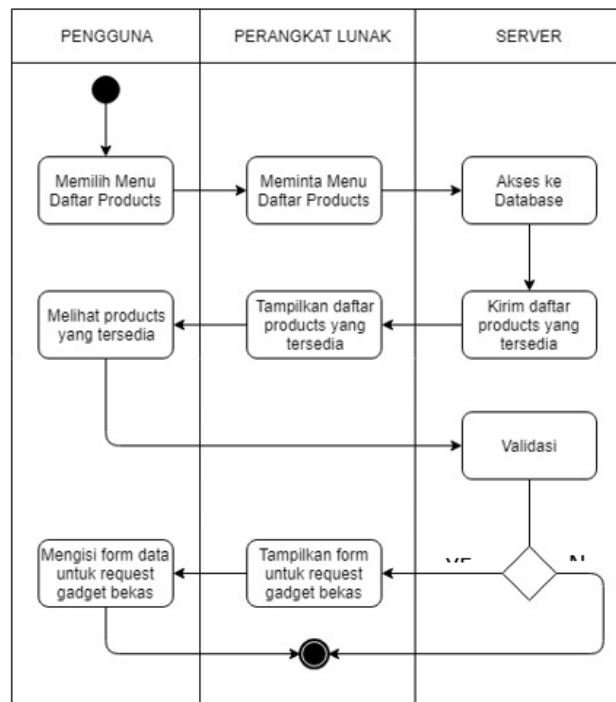 PENGGUNA
PERANGKAT LUNAK
SERVER
Memilih Menu
Daftar Products
Meminta Menu
Daftar Products
Akses ke
Database
Melihat products
yang tersedia
Tampilkan daftar
products yang
tersedia
Kirim daftar
products yang
tersedia
Validasi
Mengisi form data
untuk request
gadget bekas
Tampilkan form
untuk request
gadget bekas